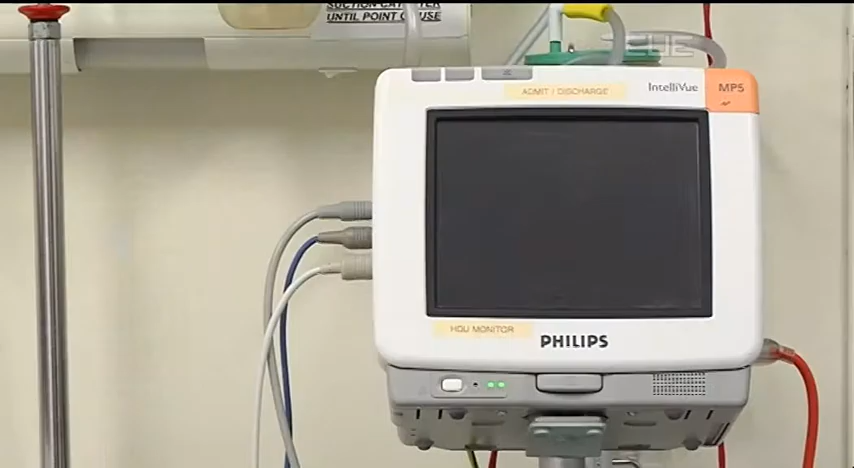 SUCTION CATHETER
UNTIL POINT OF USE
ADMIT / DISCHARGE
IntelliVue
MP5
HDU MONITOR
PHILIPS